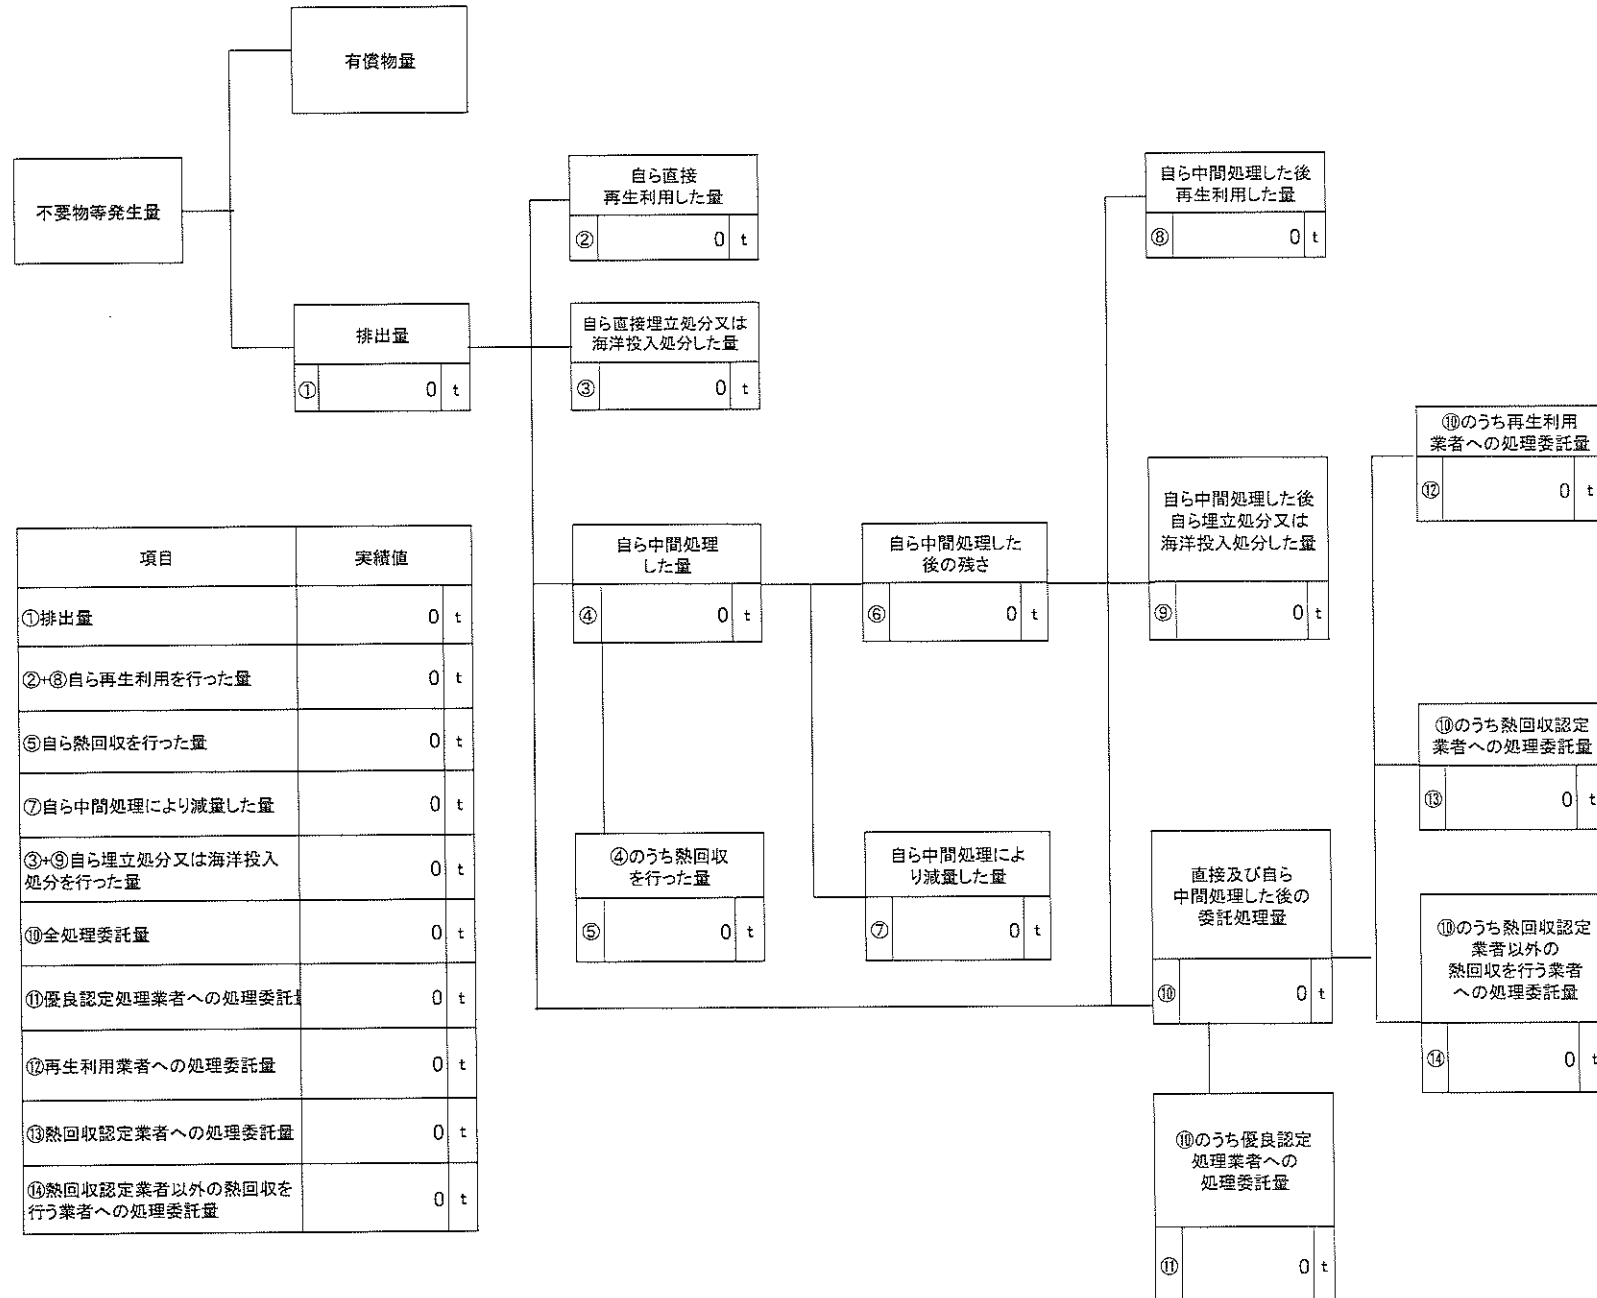 有償物量
不要物等発生量
排出量
① 0 t
自ら直接
再生利用した量
② 0 t
自ら直接埋立処分又は
海洋投入処分した量
③ 0 t
自ら中間処理
した量
④ 0 t
④のうち熱回収
を行った量
⑤ 0 t
自ら中間処理した
後の残さ
⑥ 0 t
自ら中間処理によ
り減量した量
⑦ 0 t
自ら中間処理した後
再生利用した量
⑧ 0 t
自ら中間処理した後
自ら埋立処分又は
海洋投入処分した量
⑨ 0 t
直接及び自ら
中間処理した後の
委託処理量
⑩ 0 t
⑩のうち優良認定
処理業者への
処理委託量
⑪ 0 t
⑩のうち再生利用
業者への処理委託量
⑫ 0 t
⑩のうち熱回収認定
業者への処理委託量
⑬ 0 t
⑩のうち熱回収認定
業者以外の
熱回収を行う業者
への処理委託量
⑭ 0 t
項目 実績値
①排出量 0 t
②+⑧自ら再生利用を行った量 0 t
⑤自ら熱回収を行った量 0 t
⑦自ら中間処理により減量した量 0 t
③+⑨自ら埋立処分又は海洋投入
処分を行った量 0 t
⑩全処理委託量 0 t
⑪優良認定処理業者への処理委託量 0 t
⑫再生利用業者への処理委託量 0 t
⑬熱回収認定業者への処理委託量 0 t
⑭熱回収認定業者以外の熱回収を
行う業者への処理委託量 0 t